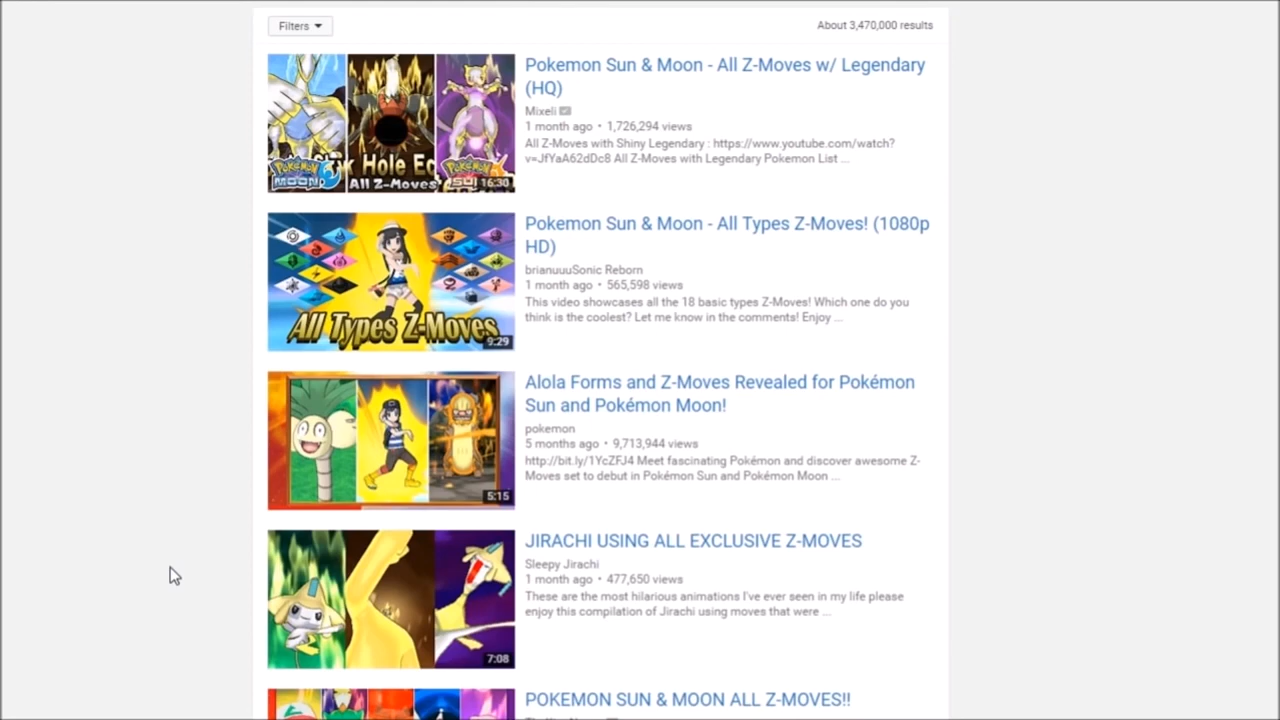 Filters
About 3,470,000 results
Pokemon Sun & Moon - All Z-Moves w/ Legendary
(HQ)
Mixeli
1 month ago • 1,726,294 views
All Z-Moves with Shiny Legendary : https://www.youtube.com/watch?
v=JfYaA62dDc8 All Z-Moves with Legendary Pokemon List ...
Hole
All Z-Moves
POKéMON
MOON
POKéMON
16:30
Pokemon Sun & Moon - All Types Z-Moves! (1080p
HD)
brianuuuSonic Reborn
1 month ago • 565,598 views
This video showcases all the 18 basic types Z-Moves! Which one do you
think is the coolest? Let me know in the comments! Enjoy ...
All Types Z-Moves
9:29
Alola Forms and Z-Moves Revealed for Pokémon
Sun and Pokémon Moon!
pokemon
5 months ago • 9,713,944 views
http://bit.ly/1YcZFJ4 Meet fascinating Pokémon and discover awesome Z-
Moves set to debut in Pokémon Sun and Pokémon Moon ...
5:15
JIRACHI USING ALL EXCLUSIVE Z-MOVES
Sleepy Jirachi
1 month ago • 477,650 views
These are the most hilarious animations I've ever seen in my life please
enjoy this compilation of Jirachi using moves that were ...
7:08
POKEMON SUN & MOON ALL Z-MOVES!!